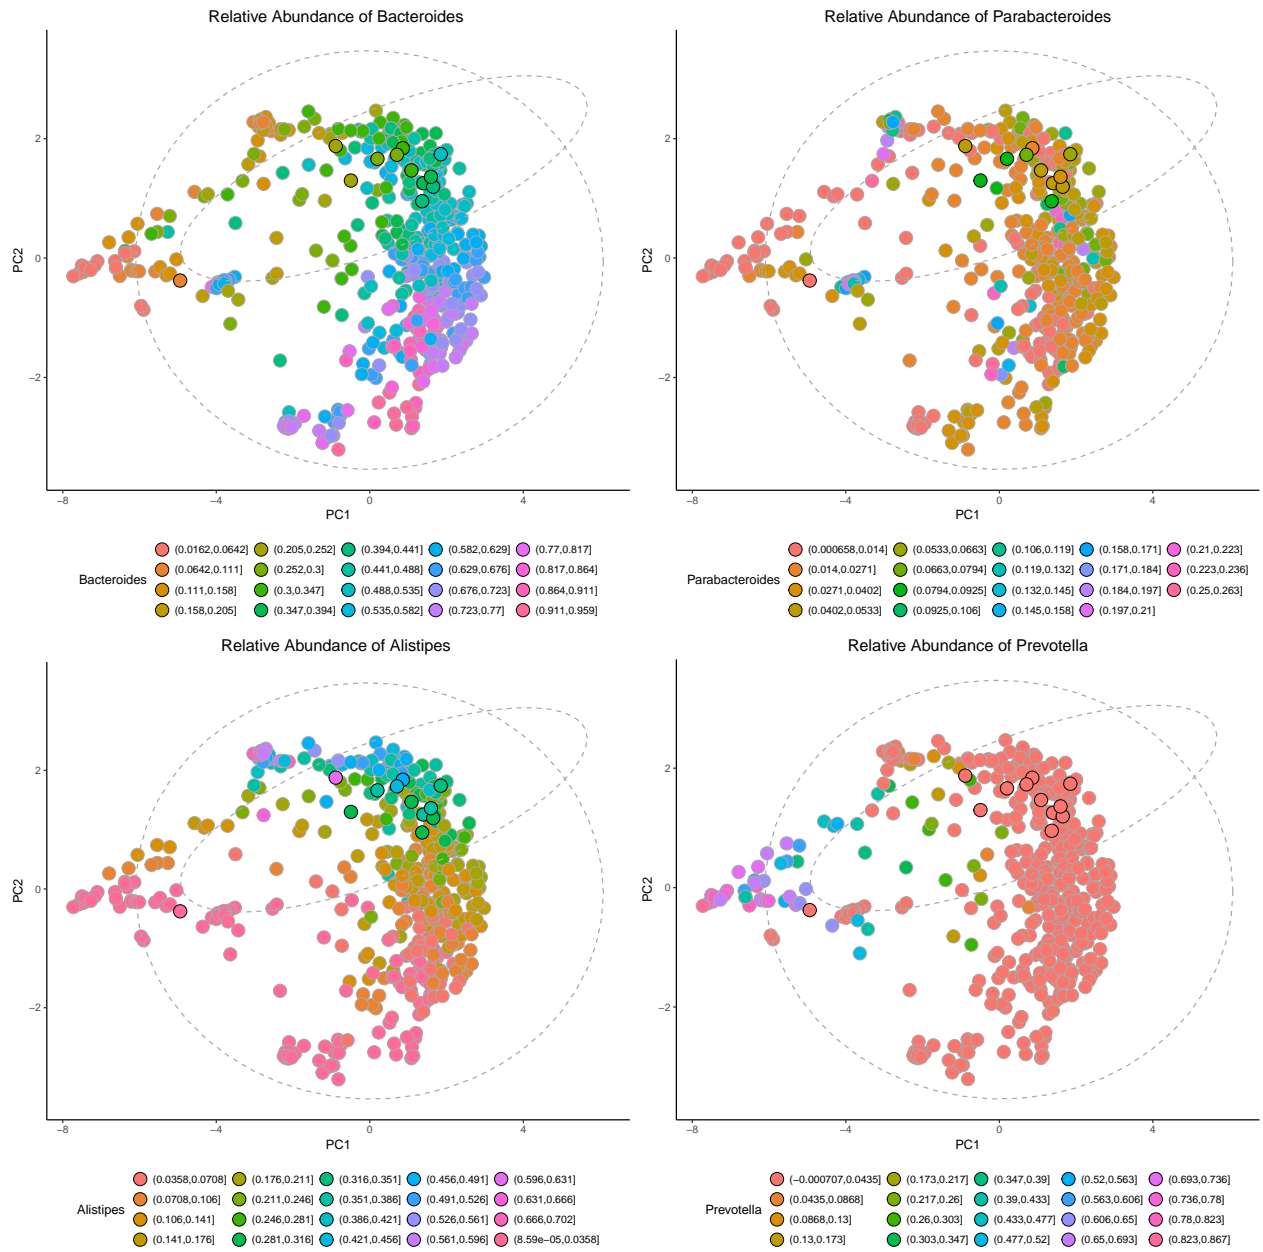 Relative Abundance of Bacteroides
PC2
2
0
−2
−8
−4
0
4
PC1
Bacteroides
(0.0162,0.0642] (0.205,0.252] (0.394,0.441] (0.582,0.629] (0.77,0.817]
(0.0642,0.111] (0.252,0.3] (0.441,0.488] (0.629,0.676] (0.817,0.864]
(0.111,0.158] (0.3,0.347] (0.488,0.535] (0.676,0.723] (0.864,0.911]
(0.158,0.205] (0.347,0.394] (0.535,0.582] (0.723,0.77] (0.911,0.959]
Relative Abundance of Parabacteroides
PC2
2
0
−2
−8
−4
0
4
PC1
Parabacteroides
(0.000658,0.014] (0.0533,0.0663] (0.106,0.119] (0.158,0.171] (0.21,0.223]
(0.014,0.0271] (0.0663,0.0794] (0.119,0.132] (0.171,0.184] (0.223,0.236]
(0.0271,0.0402] (0.0794,0.0925] (0.132,0.145] (0.184,0.197] (0.25,0.263]
(0.0402,0.0533] (0.0925,0.106] (0.145,0.158] (0.197,0.21]
Relative Abundance of Alistipes
PC2
2
0
−2
−8
−4
0
4
PC1
Alistipes
(0.0358,0.0708] (0.176,0.211] (0.316,0.351] (0.456,0.491] (0.596,0.631]
(0.0708,0.106] (0.211,0.246] (0.351,0.386] (0.491,0.526] (0.631,0.666]
(0.106,0.141] (0.246,0.281] (0.386,0.421] (0.526,0.561] (0.666,0.702]
(0.141,0.176] (0.281,0.316] (0.421,0.456] (0.561,0.596] (8.59e−05,0.0358]
Relative Abundance of Prevotella
PC2
2
0
−2
−8
−4
0
4
PC1
Prevotella
(−0.000707,0.0435] (0.173,0.217] (0.347,0.39] (0.52,0.563] (0.693,0.736]
(0.0435,0.0868] (0.217,0.26] (0.39,0.433] (0.563,0.606] (0.736,0.78]
(0.0868,0.13] (0.26,0.303] (0.433,0.477] (0.606,0.65] (0.78,0.823]
(0.13,0.173] (0.303,0.347] (0.477,0.52] (0.65,0.693] (0.823,0.867]